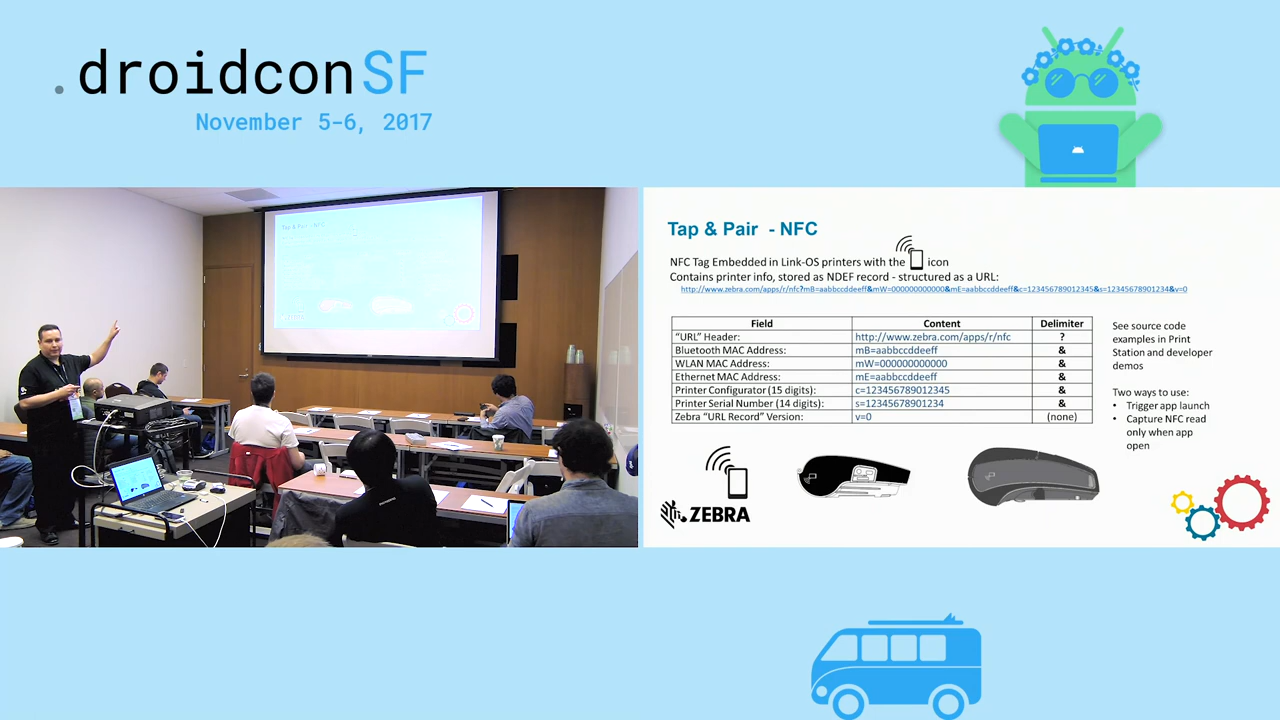 .droidconSF
November 5-6, 2017
Tap & Pair - NFC
Tap & Pair - NFC
NFC Tag Embedded in Link-OS printers with the icon
Contains printer info, stored as NDEF record - structured as a URL:
http://www.zebra.com/apps/r/nfc?mB=aabbccddeeff&mW=000000000000&mE=aabbccddeeff&c=123456789012345&s=12345678901234&v=0
Field Content Delimiter
“URL” Header: http://www.zebra.com/apps/r/nfc ?
Bluetooth MAC Address: mB=aabbccddeeff &
WLAN MAC Address: mW=000000000000 &
Ethernet MAC Address: mE=aabbccddeeff &
Printer Configurator (15 digits): c=123456789012345 &
Printer Serial Number (14 digits): s=12345678901234 &
Zebra “URL Record” Version: v=0 (none)
See source code
examples in Print
Station and developer
demos
Two ways to use:
• Trigger app launch
• Capture NFC read
only when app
open
ZEBRA